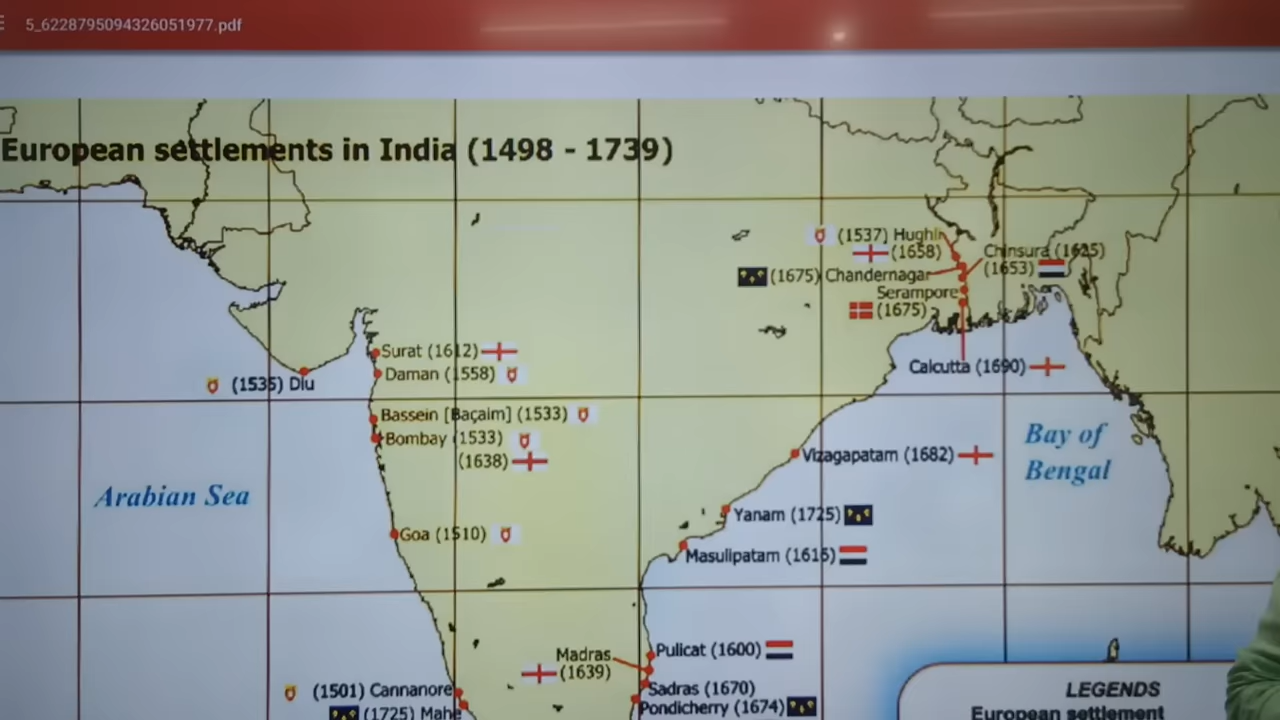 5_6228795094326051977.pdf
European settlements in India (1498 - 1739)
(1537) Hughli
(1658)
Chinsura (1625)
(1653)
(1675) Chandernagar
Serampore
(1675)
Calcutta (1690)
Surat (1612)
(1535) Diu
Daman (1558)
Bassein [Baçaim] (1533)
Bombay (1533)
(1638)
Bay of
Bengal
Vizagapatam (1682)
Arabian Sea
Goa (1510)
Yanam (1725)
Masulipatam (1616)
Madras
(1639)
Pulicat (1600)
(1501) Cannanore
Sadras (1670)
(1725) Mahe
Pondicherry (1674)
LEGENDS
European settlement